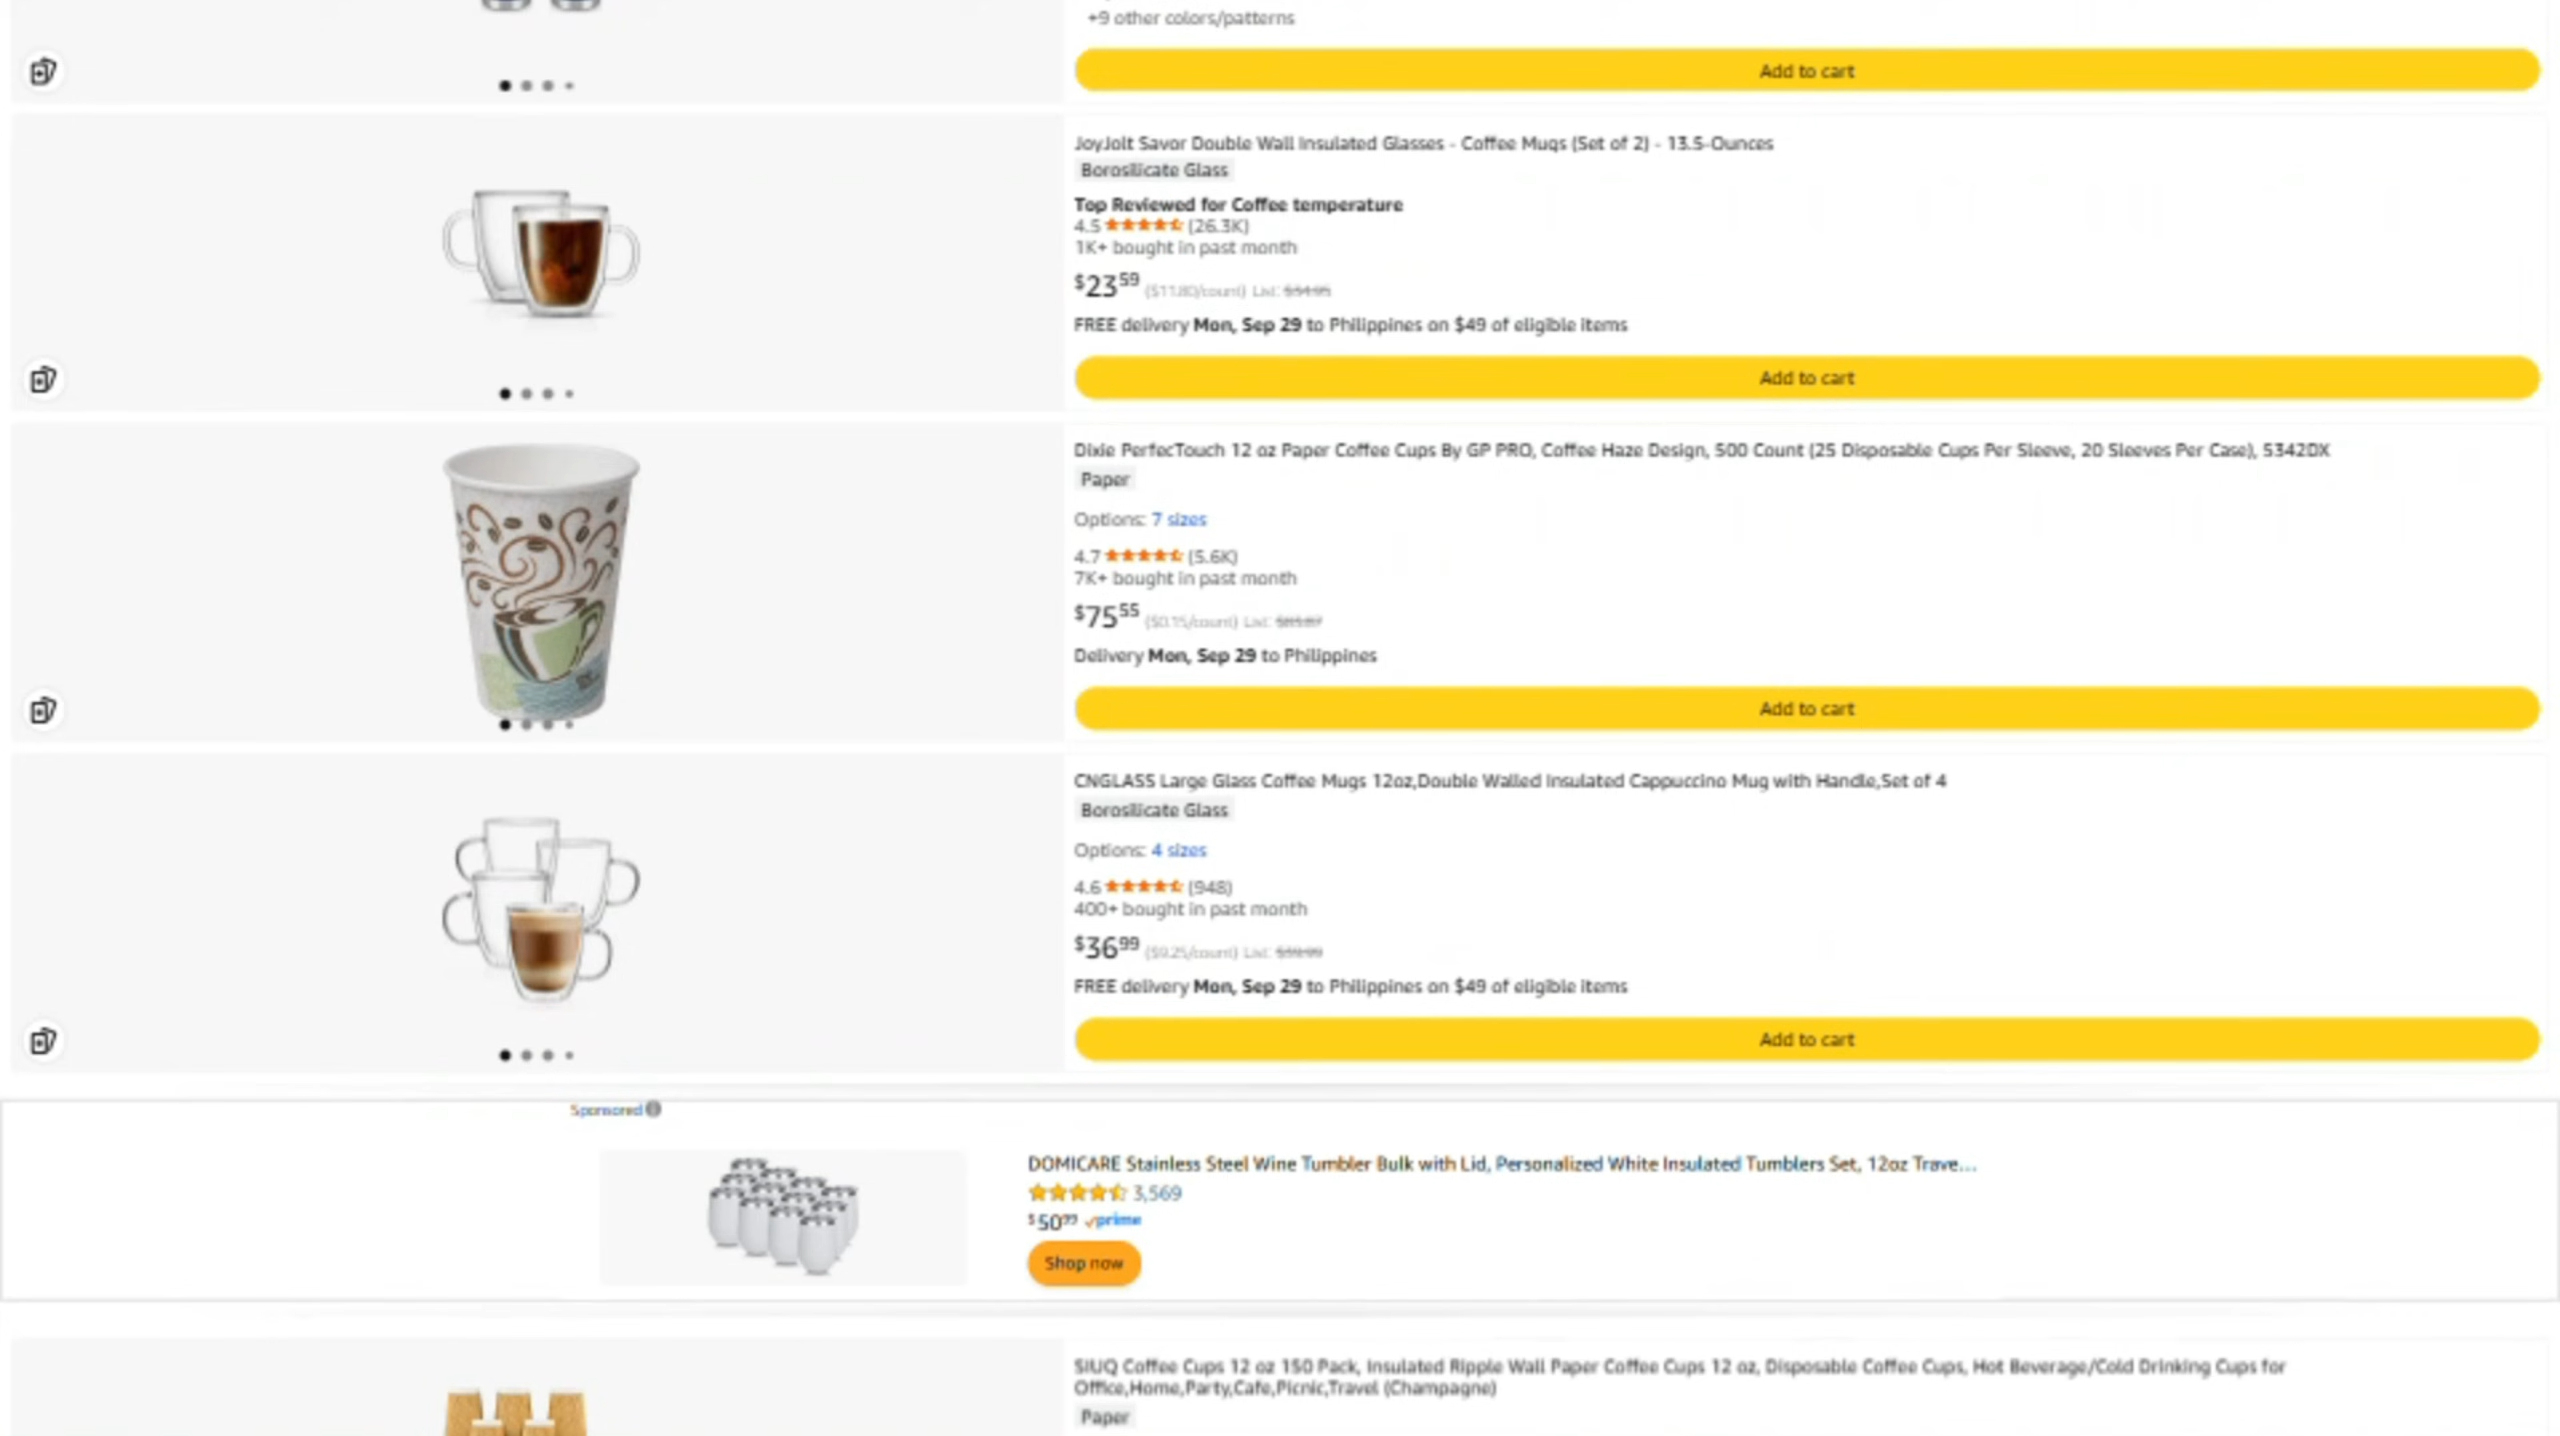 +9 other colors/patterns
Add to cart
JoyJolt Savor Double Wall Insulated Glasses - Coffee Mugs (Set of 2) - 13.5-Ounces
Borosilicate Glass
Top Reviewed for Coffee temperature
4.5 (26.3K)
1K+ bought in past month
$23.59 ($11.80/count) List: $34.95
FREE delivery Mon, Sep 29 to Philippines on $49 of eligible items
Add to cart
Dixie PerfecTouch 12 oz Paper Coffee Cups By GP PRO, Coffee Haze Design, 500 Count (25 Disposable Cups Per Sleeve, 20 Sleeves Per Case), 5342DX
Paper
Options: 7 sizes
4.7 (5.6K)
7K+ bought in past month
$75.55 ($0.15/count) List:
Delivery Mon, Sep 29 to Philippines
Add to cart
CNGLASS Large Glass Coffee Mugs 12oz,Double Walled Insulated Cappuccino Mug with Handle,Set of 4
Borosilicate Glass
Options: 4 sizes
4.6 (948)
400+ bought in past month
$36.99 ($9.25/count) List:
FREE delivery Mon, Sep 29 to Philippines on $49 of eligible items
Add to cart
Sponsored
DOMICARE Stainless Steel Wine Tumbler Bulk with Lid, Personalized White Insulated Tumblers Set, 12oz Trave...
3,569
$50.99 prime
Shop now
SIUQ Coffee Cups 12 oz 150 Pack, Insulated Ripple Wall Paper Coffee Cups 12 oz, Disposable Coffee Cups, Hot Beverage/Cold Drinking Cups for
Office,Home,Party,Cafe,Picnic,Travel (Champagne)
Paper